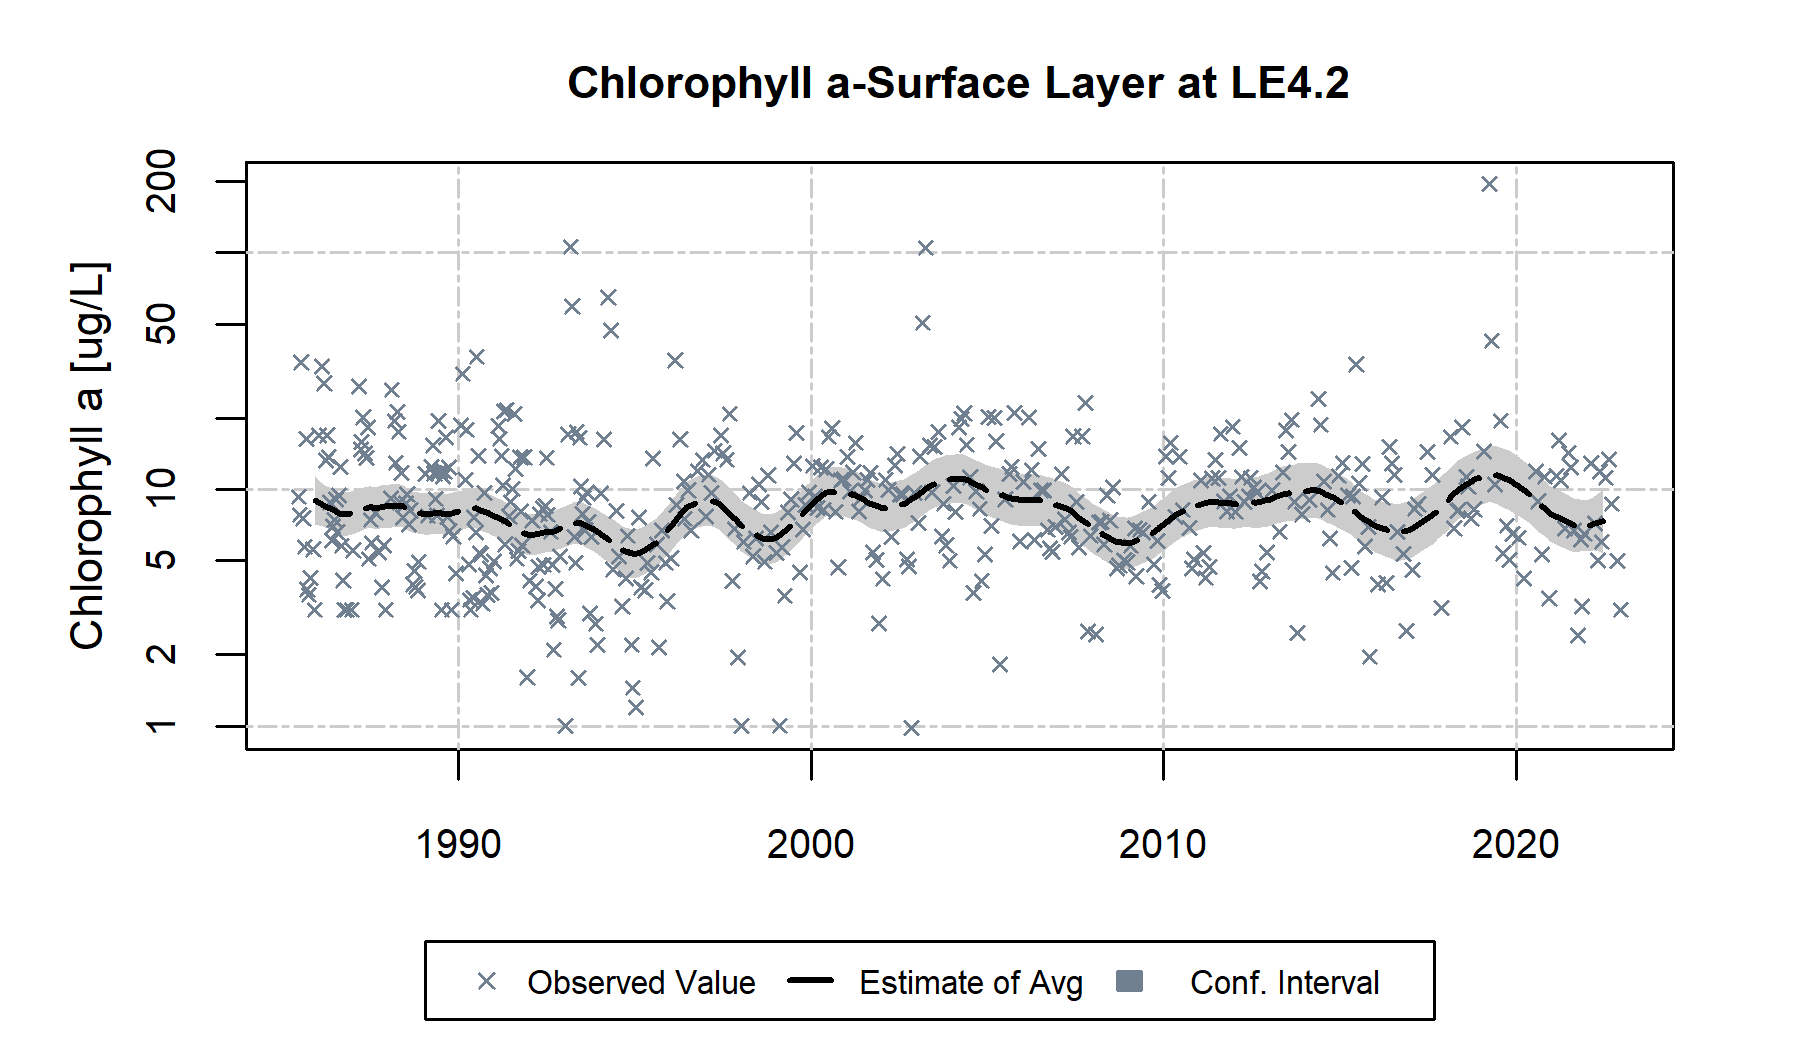 Chlorophyll a-Surface Layer at LE4.2
Chlorophyll a [ug/L]
200
50
10
5
2
1
1990 2000 2010 2020
Observed Value Estimate of Avg Conf. Interval